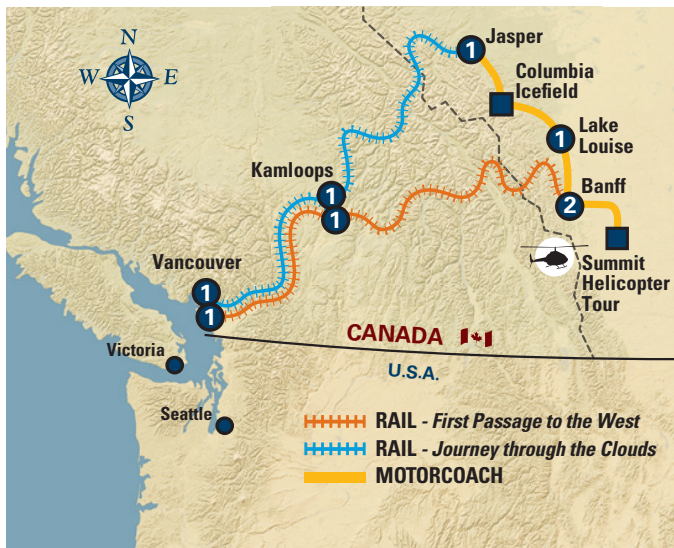 N
W
E
S
Jasper
1
Columbia
Icefield
1
Lake
Louise
Kamloops
1
1
Banff
2
Summit
Helicopter
Tour
Vancouver
1
1
CANADA
U.S.A.
Victoria
Seattle
RAIL - First Passage to the West
RAIL - Journey through the Clouds
MOTORCOACH